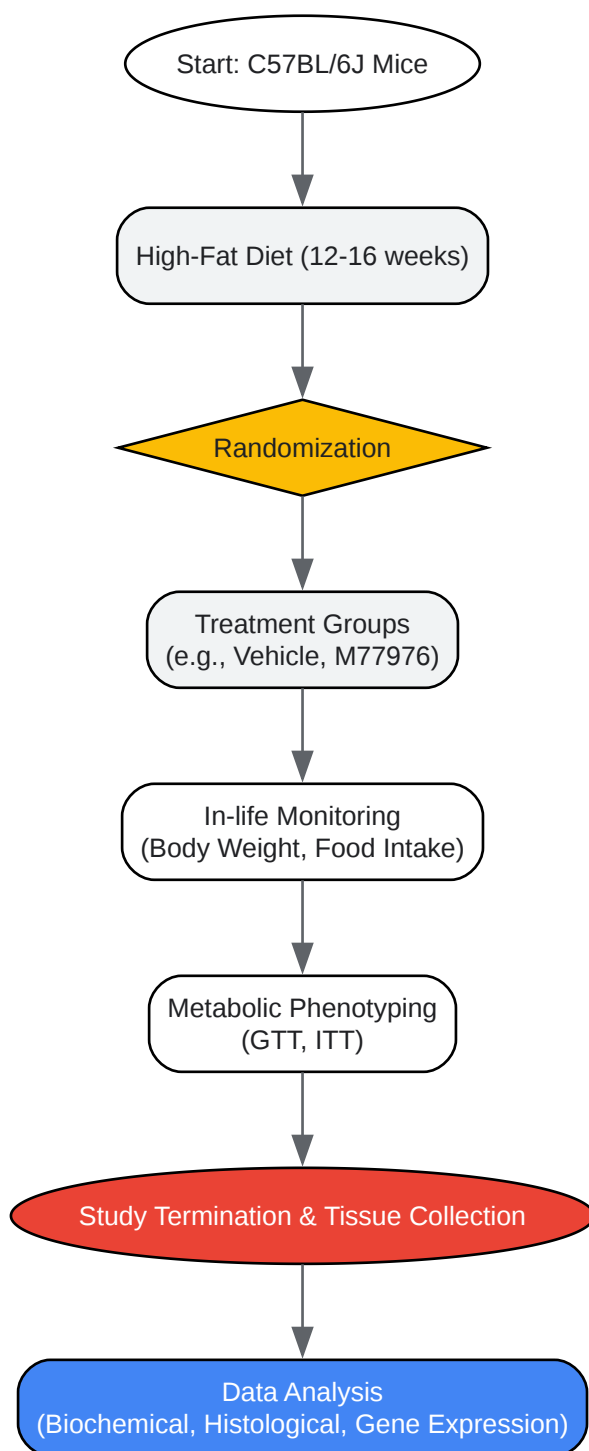 Start: C57BL/6J Mice
High-Fat Diet (12-16 weeks)
Randomization
Treatment Groups
(e.g., Vehicle, M77976)
In-life Monitoring
(Body Weight, Food Intake)
Metabolic Phenotyping
(GTT, ITT)
Study Termination & Tissue Collection
Data Analysis
(Biochemical, Histological, Gene Expression)